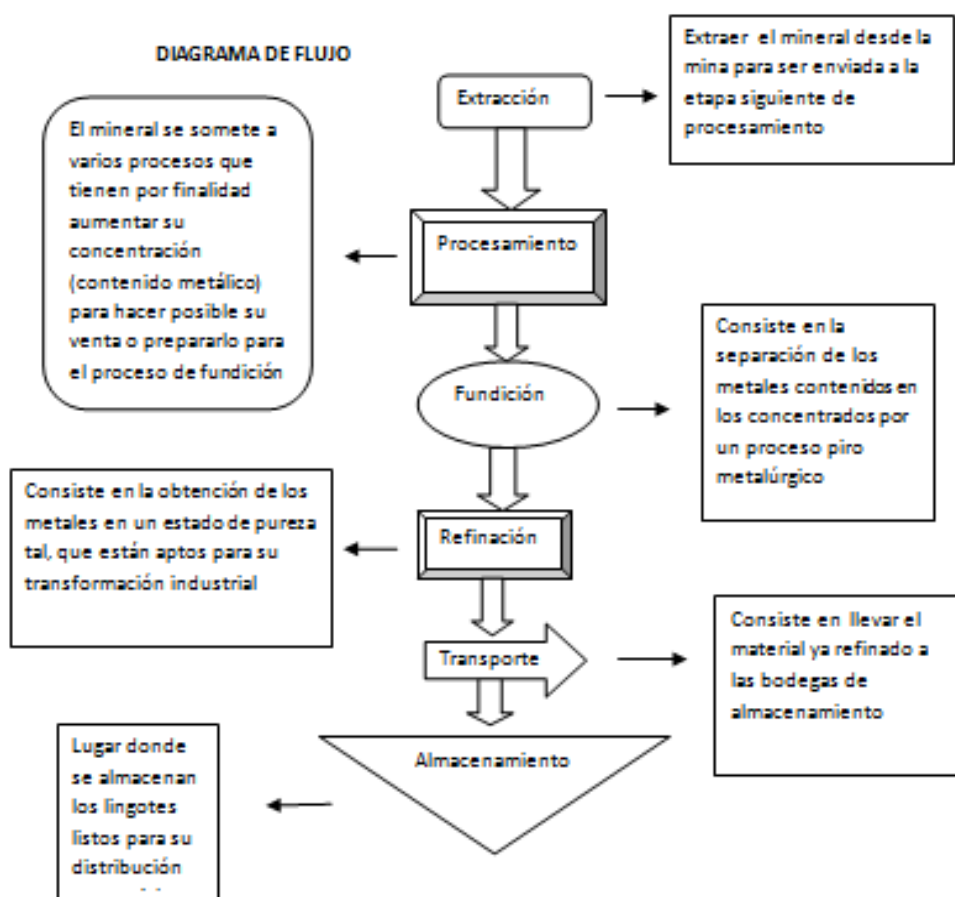 DIAGRAMA DE FLUJO
Extracción
Extraer el mineral desde la
mina para ser enviada a la
etapa siguiente de
procesamiento
Procesamiento
El mineral se somete a
varios procesos que
tienen por finalidad
aumentar su
concentración
(contenido metálico)
para hacer posible su
venta o prepararlo para
el proceso de fundición
Fundición
Consiste en la
separación de los
metales contenidos en
los concentrados por
un proceso piro
metalúrgico
Refinación
Consiste en la obtención de los
metales en un estado de pureza
tal, que están aptos para su
transformación industrial
Transporte
Consiste en llevar el
material ya refinado a
las bodegas de
almacenamiento
Almacenamiento
Lugar donde
se almacenan
los lingotes
listos para su
distribución